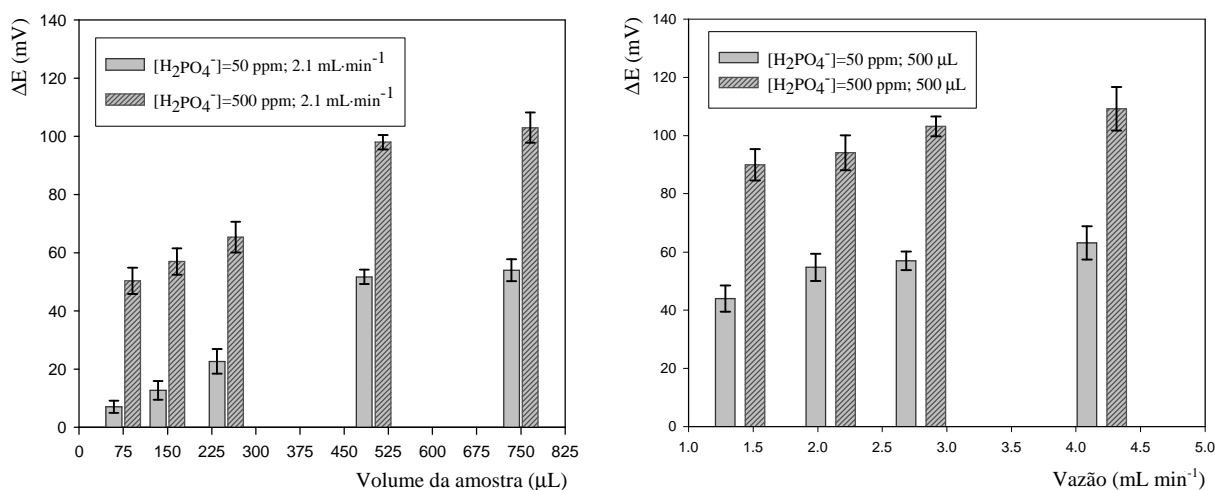 ΔE (mV)
140
120
100
80
60
40
20
0
[H₂PO₄⁻]=50 ppm; 2.1 mL·min⁻¹
[H₂PO₄⁻]=500 ppm; 2.1 mL·min⁻¹
0 75 150 225 300 375 450 525 600 675 750 825
Volume da amostra (μL)
ΔE (mV)
140
120
100
80
60
40
20
0
[H₂PO₄⁻]=50 ppm; 500 μL
[H₂PO₄⁻]=500 ppm; 500 μL
1.0 1.5 2.0 2.5 3.0 3.5 4.0 4.5 5.0
Vazão (mL min⁻¹)